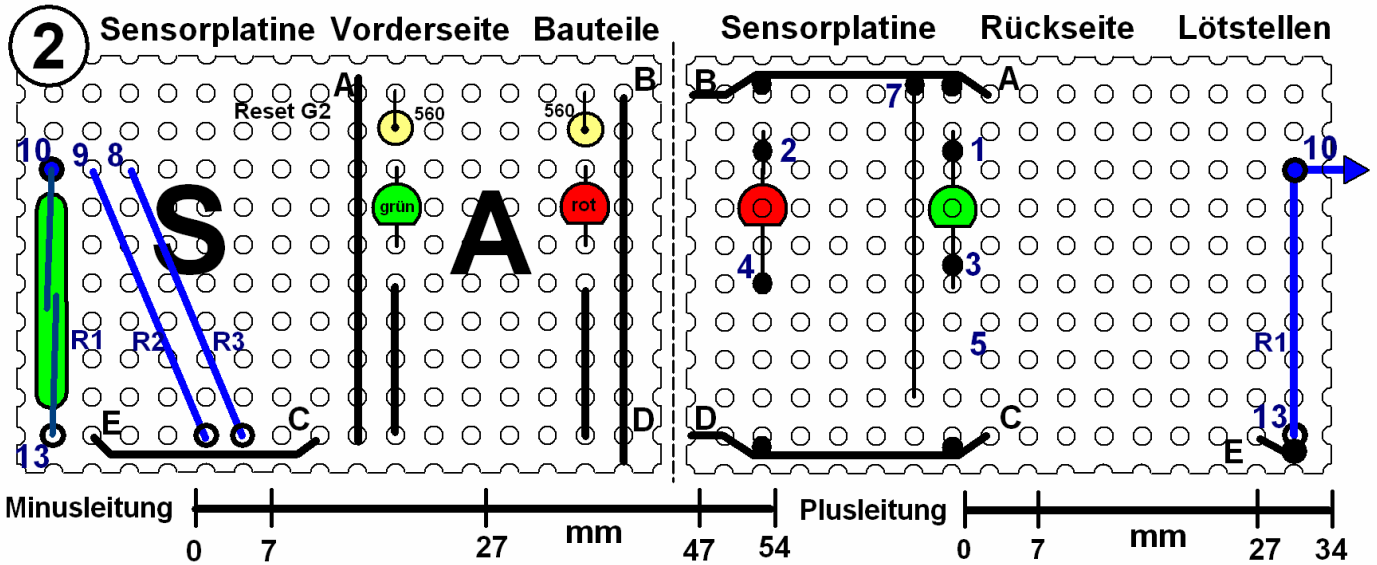 2
Sensorplatine Vorderseite Bauteile
Sensorplatine Rückseite Lötstellen
A
B
Reset G2
560
560
10 9 8
S
grün
A
rot
R1
R2
R3
E
C
D
13
B
A
7
2
1
10
4
3
5
R1
13
D
C
E
Minusleitung
0 7 27 mm 47 54
Plusleitung
0 7 mm 27 34